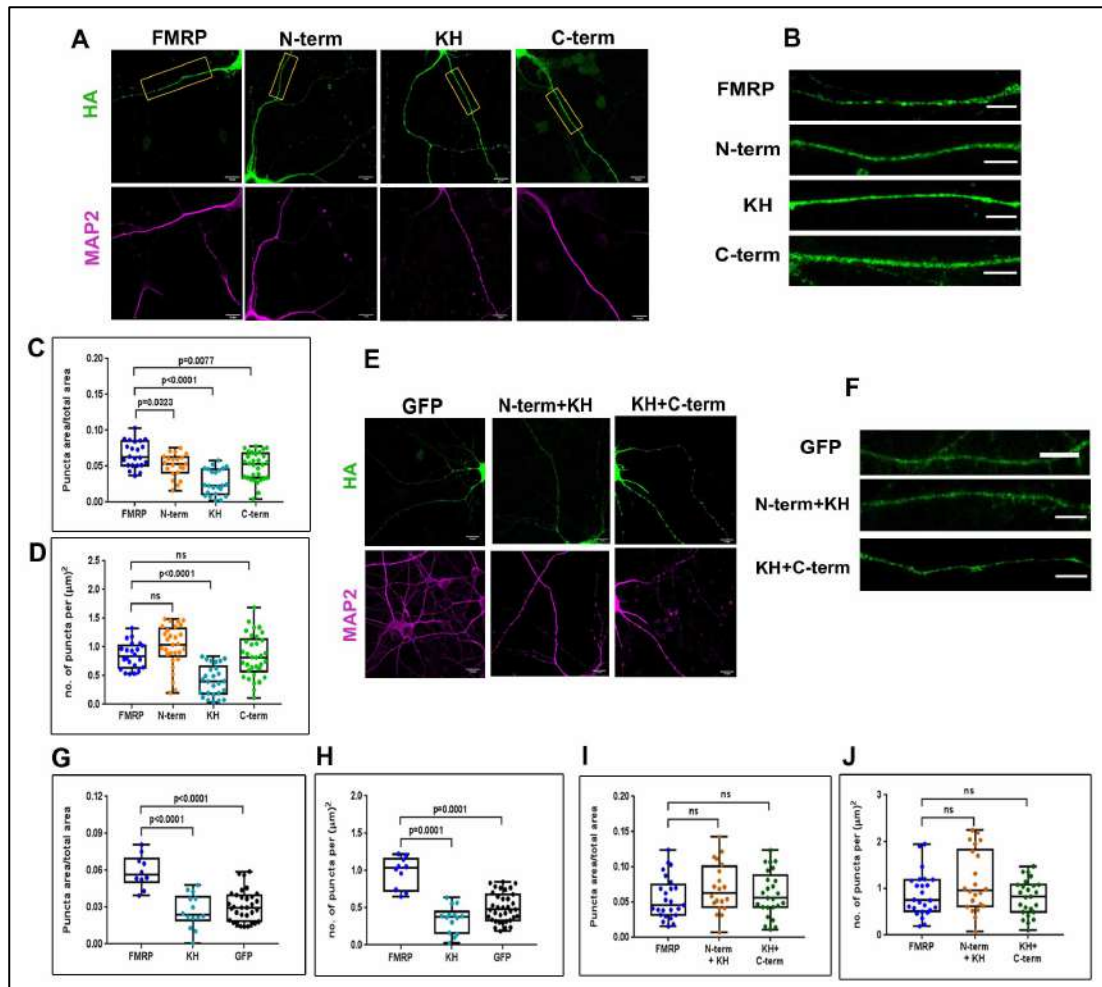 A
FMRP N-term KH C-term
HA
MAP2
B
FMRP
N-term
KH
C-term
C
p=0.0077
p<0.0001
p=0.0323
Puncta area/total area
0.20
0.15
0.10
0.05
0.00
FMRP N-term KH C-term
D
ns
p<0.0001
ns
no. of puncta per (μm)²
2.5
2.0
1.5
1.0
0.5
0.0
FMRP N-term KH C-term
E
GFP N-term+KH KH+C-term
HA
MAP2
F
GFP
N-term+KH
KH+C-term
G
p<0.0001
p<0.0001
Puncta area/total area
0.12
0.09
0.06
0.03
0.00
FMRP KH GFP
H
p=0.0001
p=0.0001
no. of puncta per (μm)²
2.0
1.5
1.0
0.5
0.0
FMRP KH GFP
I
ns
ns
Puncta area/total area
0.20
0.15
0.10
0.05
0.00
FMRP N-term KH+
+ KH C-term
J
ns
ns
no. of puncta per (μm)²
3
2
1
0
FMRP N-term KH+
+ KH C-term